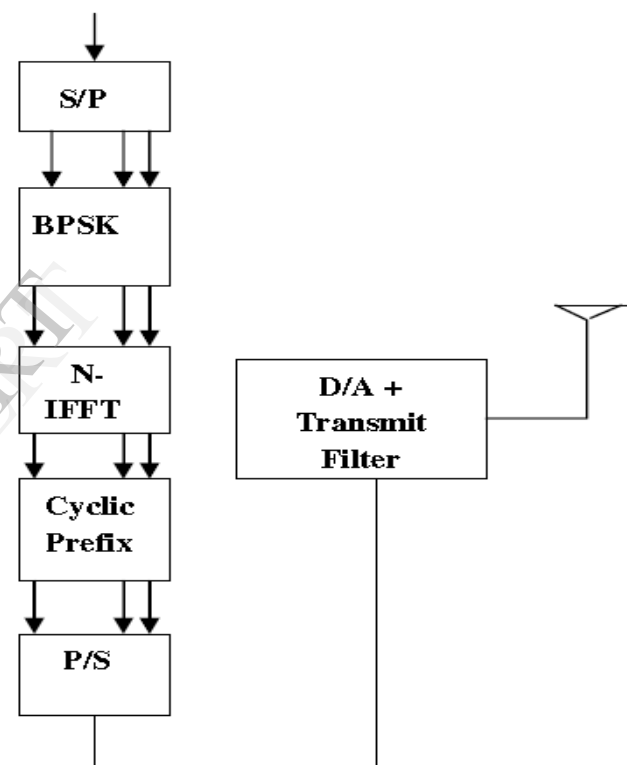 S/P
BPSK
N-
IFFT
Cyclic
Prefix
P/S
D/A +
Transmit
Filter